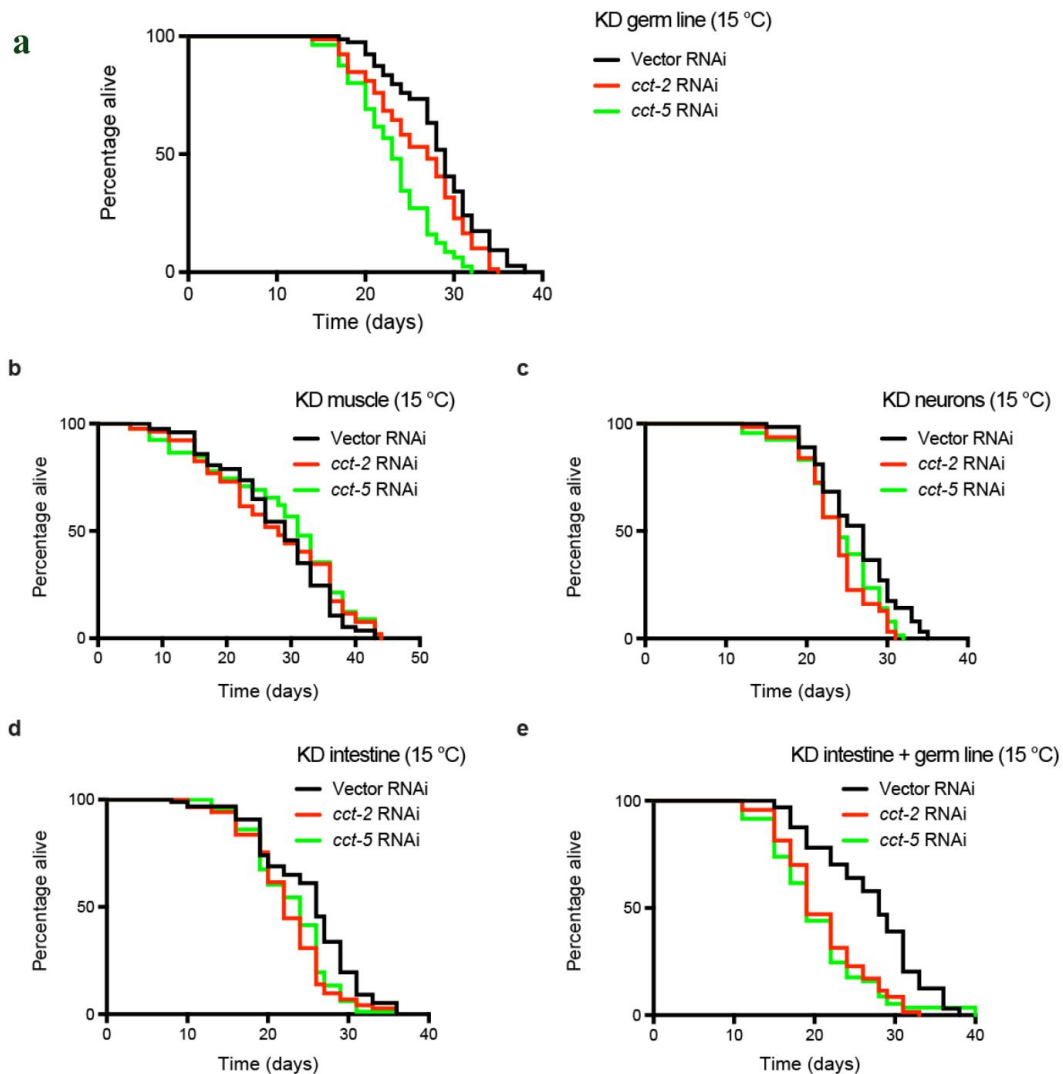 a
KD germ line (15 °C)
Vector RNAi
cct-2 RNAi
cct-5 RNAi
Percentage alive
100
50
0
0 10 20 30 40
Time (days)
b
KD muscle (15 °C)
Vector RNAi
cct-2 RNAi
cct-5 RNAi
Percentage alive
100
50
0
0 10 20 30 40 50
Time (days)
c
KD neurons (15 °C)
Vector RNAi
cct-2 RNAi
cct-5 RNAi
Percentage alive
100
50
0
0 10 20 30 40
Time (days)
d
KD intestine (15 °C)
Vector RNAi
cct-2 RNAi
cct-5 RNAi
Percentage alive
100
50
0
0 10 20 30 40
Time (days)
e
KD intestine + germ line (15 °C)
Vector RNAi
cct-2 RNAi
cct-5 RNAi
Percentage alive
100
50
0
0 10 20 30 40
Time (days)